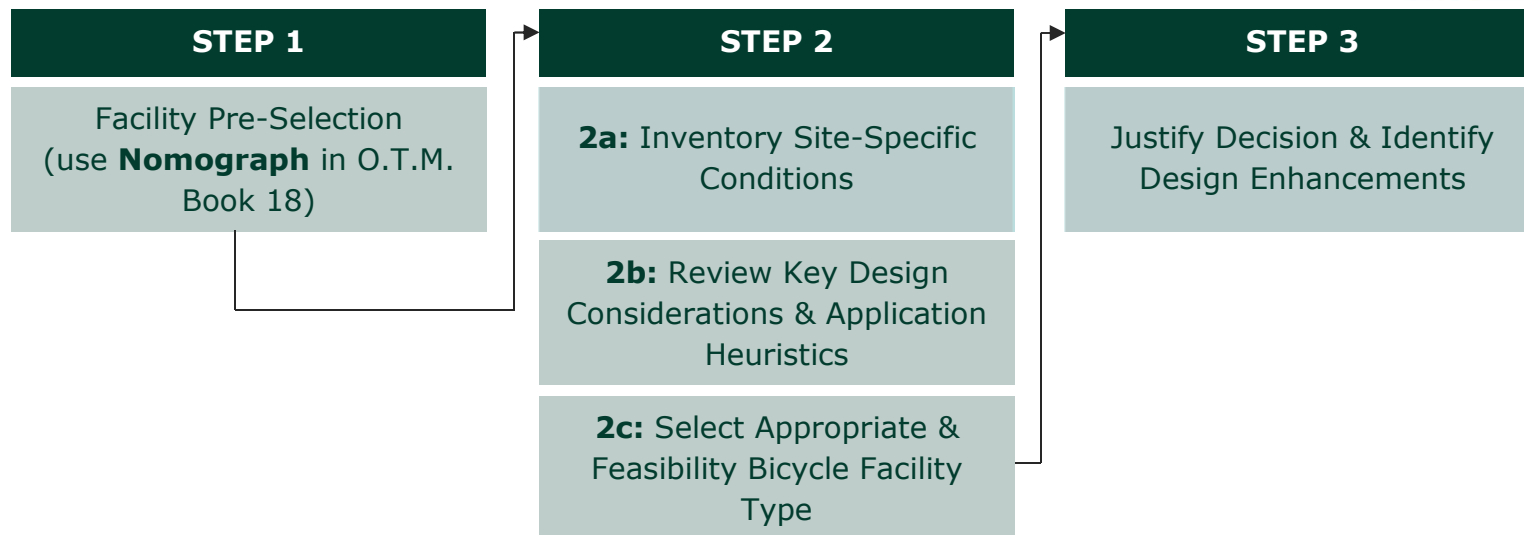 STEP 1
Facility Pre-Selection
(use Nomograph in O.T.M.
Book 18)
STEP 2
2a: Inventory Site-Specific
Conditions
2b: Review Key Design
Considerations & Application
Heuristics
2c: Select Appropriate &
Feasibility Bicycle Facility
Type
STEP 3
Justify Decision & Identify
Design Enhancements